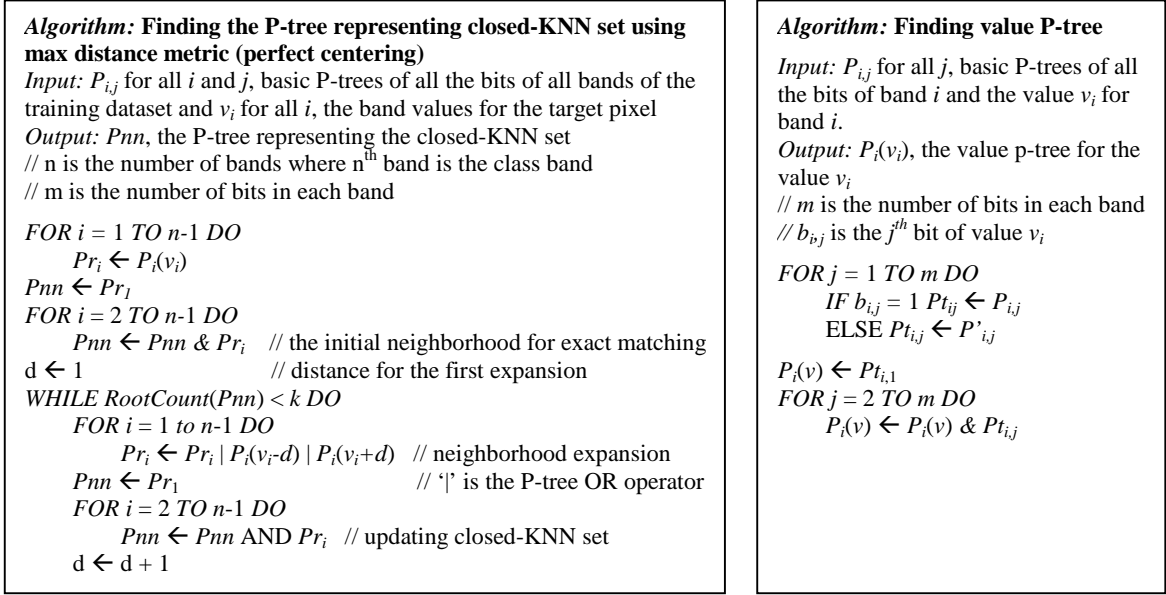 Algorithm: Finding the P-tree representing closed-KNN set using
max distance metric (perfect centering)
Input: Pi,j for all i and j, basic P-trees of all the bits of all bands of the
training dataset and vi for all i, the band values for the target pixel
Output: Pnn, the P-tree representing the closed-KNN set
// n is the number of bands where nth band is the class band
// m is the number of bits in each band
FOR i = 1 TO n-1 DO
Pri ← Pi(vi)
Pnn ← Pr1
FOR i = 2 TO n-1 DO
Pnn ← Pnn & Pri // the initial neighborhood for exact matching
d ← 1 // distance for the first expansion
WHILE RootCount(Pnn) < k DO
FOR i = 1 to n-1 DO
Pri ← Pri | Pi(vi-d) | Pi(vi+d) // neighborhood expansion
Pnn ← Pr1 // ‘|’ is the P-tree OR operator
FOR i = 2 TO n-1 DO
Pnn ← Pnn AND Pri // updating closed-KNN set
d ← d + 1
Algorithm: Finding value P-tree
Input: Pi,j for all j, basic P-trees of all
the bits of band i and the value vi for
band i.
Output: Pi(vi), the value p-tree for the
value vi
// m is the number of bits in each band
// bi,j is the jth bit of value vi
FOR j = 1 TO m DO
IF bi,j = 1 Ptij ← Pi,j
ELSE Pti,j ← P’i,j
Pi(v) ← Pti,1
FOR j = 2 TO m DO
Pi(v) ← Pi(v) & Pti,j